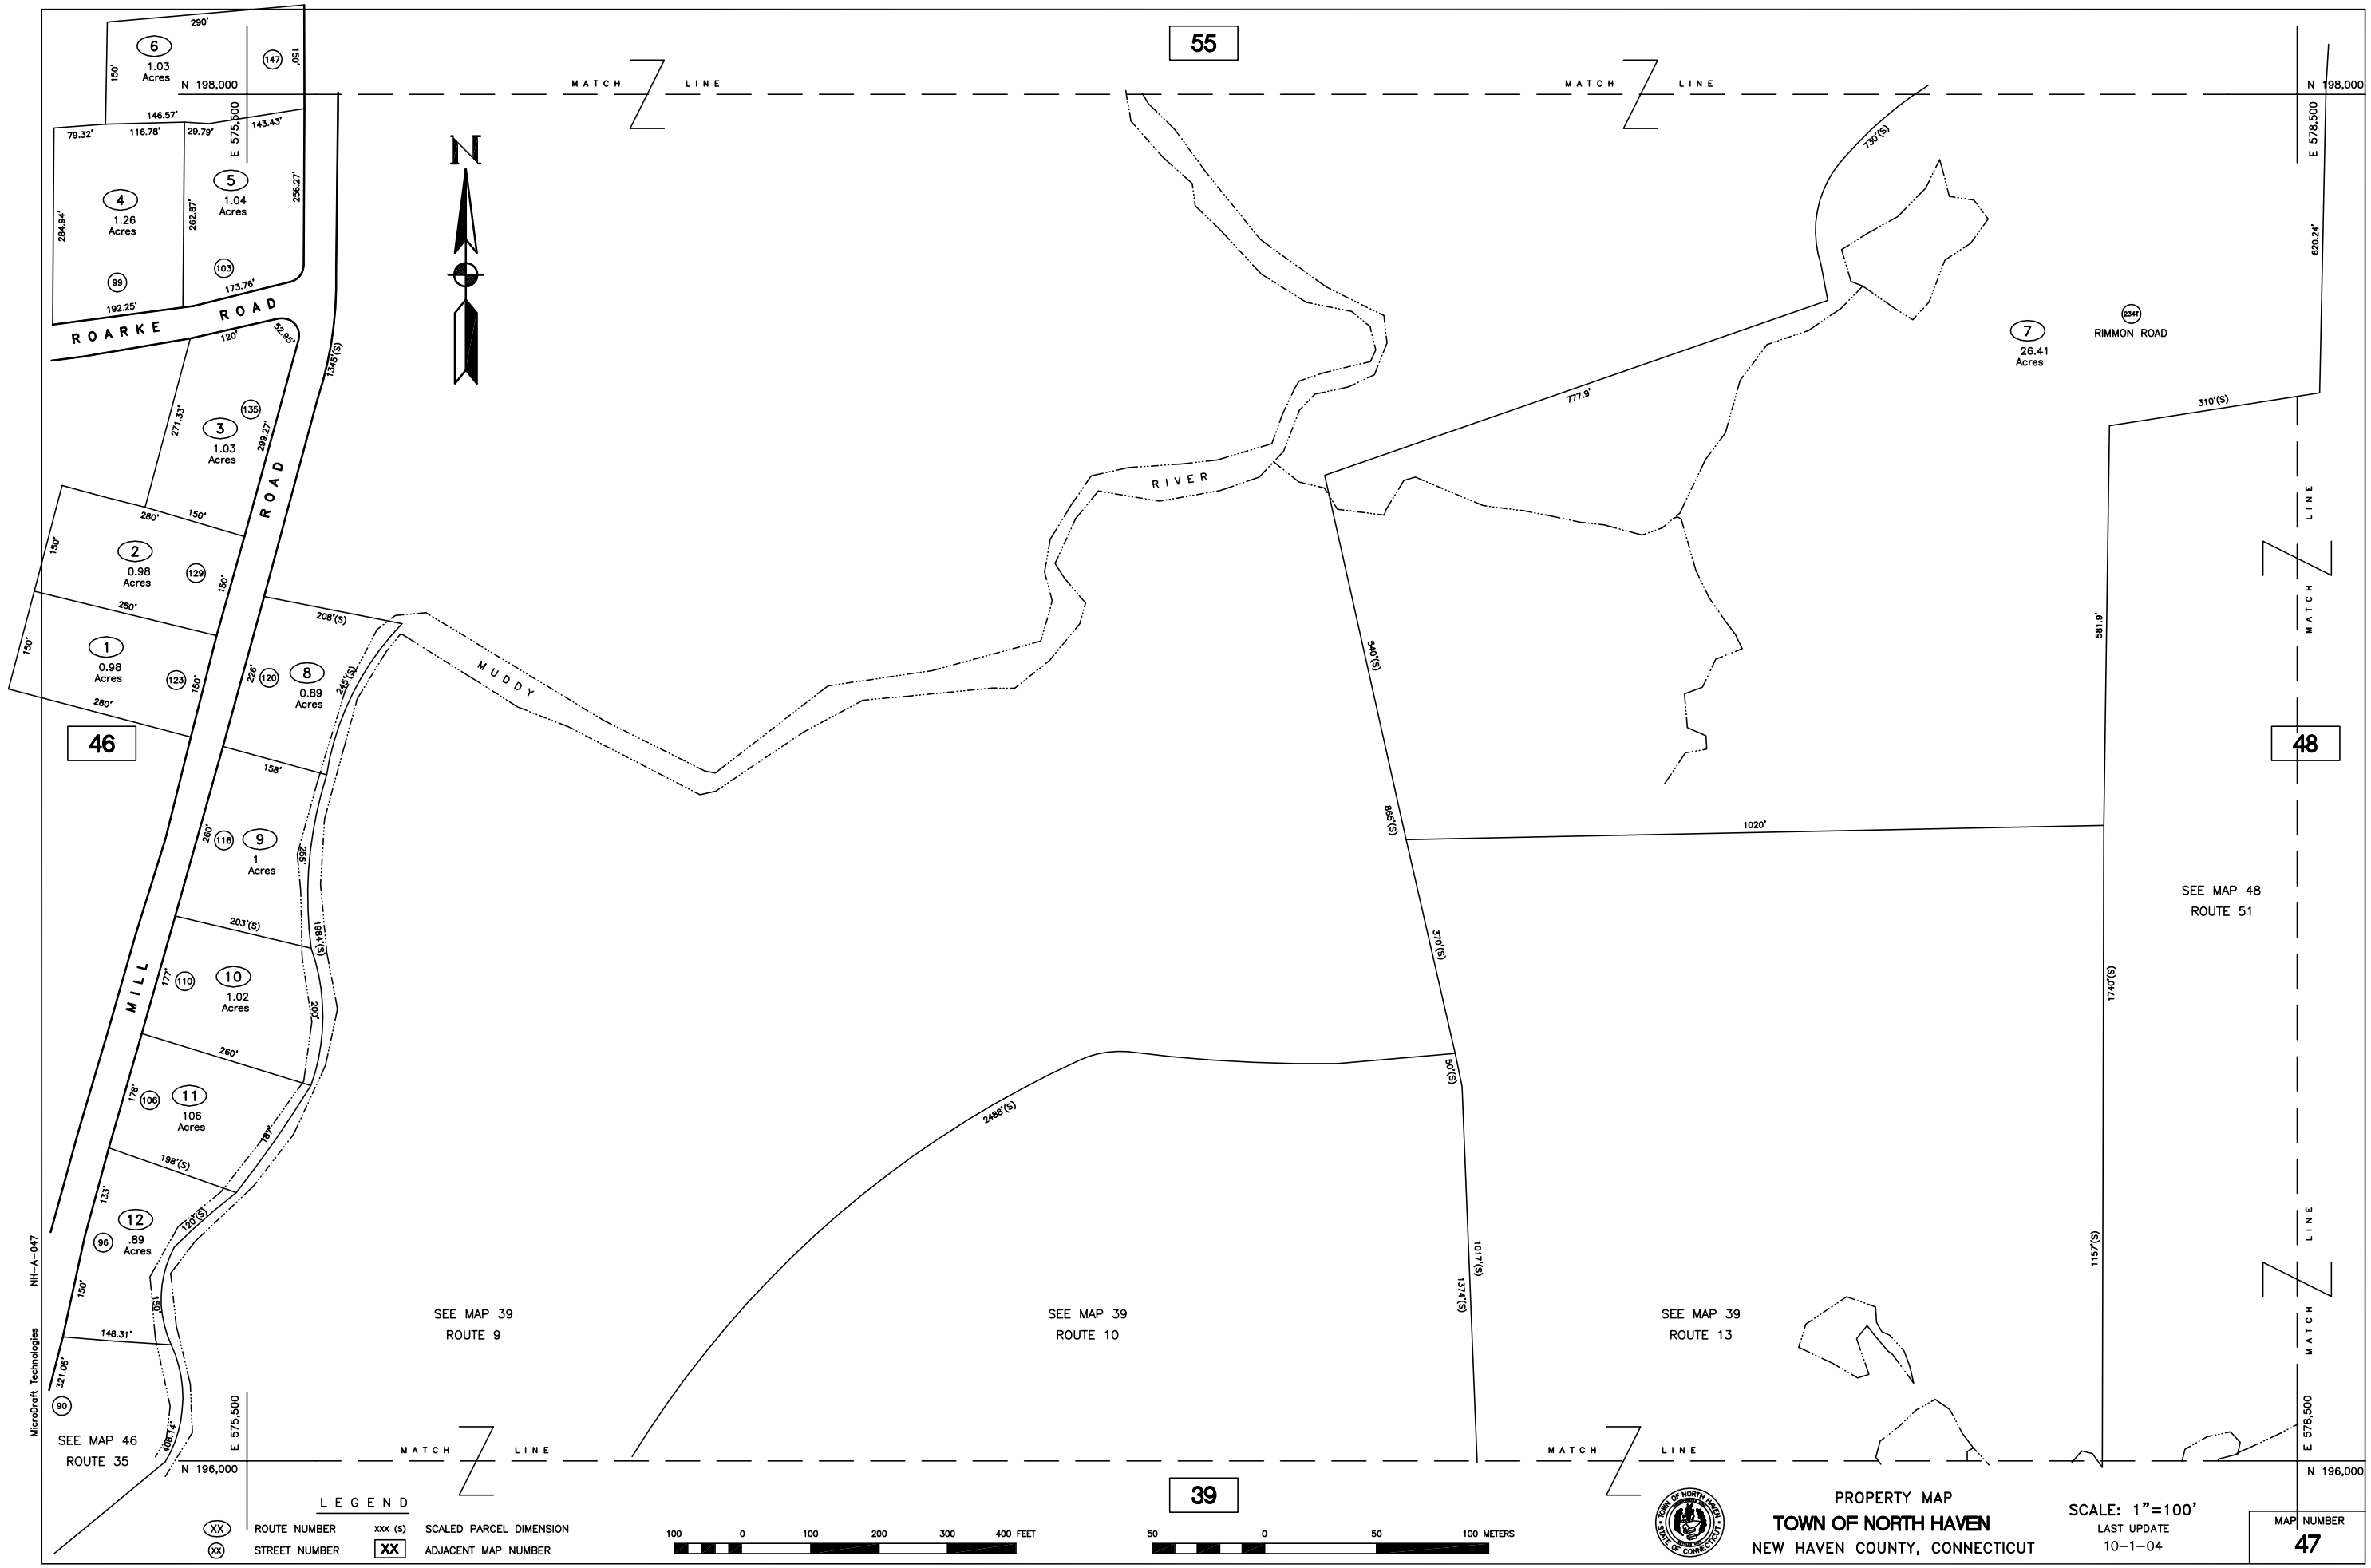 55
290'
6
1.03
Acres
150'
147
150'
N 198,000
E 575,500
MATCH LINE
MATCH LINE
N 198,000
E 578,500
146.57'
79.32'
116.78'
29.79'
143.43'
N
730'(S)
4
1.26
Acres
284.94'
99
192.25'
5
1.04
Acres
262.87'
256.27'
103
173.76'
ROARKE ROAD
120'
52.95'
1345'(S)
620.24'
7
26.41
Acres
234T
RIMMON ROAD
777.9'
310'(S)
271.33'
135
3
1.03
Acres
299.27'
ROAD
280'
150'
RIVER
MATCH LINE
150'
2
0.98
Acres
129
150'
280'
208'(S)
540'(S)
581.9'
150'
1
0.98
Acres
123
150'
280'
226'
120
8
0.89
Acres
245'(S)
MUDDY
46
48
158'
865'(S)
1020'
260'
116
9
1
Acres
255'
SEE MAP 48
ROUTE 51
203'(S)
1984'(S)
370'(S)
MILL
177'
110
10
1.02
Acres
200'
1740'(S)
260'
50'(S)
178'
106
11
106
Acres
187'
2488'(S)
198'(S)
133'
12
.89
Acres
96
120'(S)
150'
150'
1017'(S)
1374'(S)
1157'(S)
MATCH LINE
148.31'
321.05'
90
408.14'
SEE MAP 46
ROUTE 35
SEE MAP 39
ROUTE 9
SEE MAP 39
ROUTE 10
SEE MAP 39
ROUTE 13
MicroDraft Technologies NH-A-047
E 575,500
N 196,000
MATCH LINE
MATCH LINE
E 578,500
N 196,000
39
LEGEND
XX ROUTE NUMBER
XX STREET NUMBER
xxx (S) SCALED PARCEL DIMENSION
XX ADJACENT MAP NUMBER
100 0 100 200 300 400 FEET
50 0 50 100 METERS
TOWN OF NORTH HAVEN
STATE OF CONNECTICUT
PROPERTY MAP
TOWN OF NORTH HAVEN
NEW HAVEN COUNTY, CONNECTICUT
SCALE: 1"=100'
LAST UPDATE
10-1-04
MAP NUMBER
47